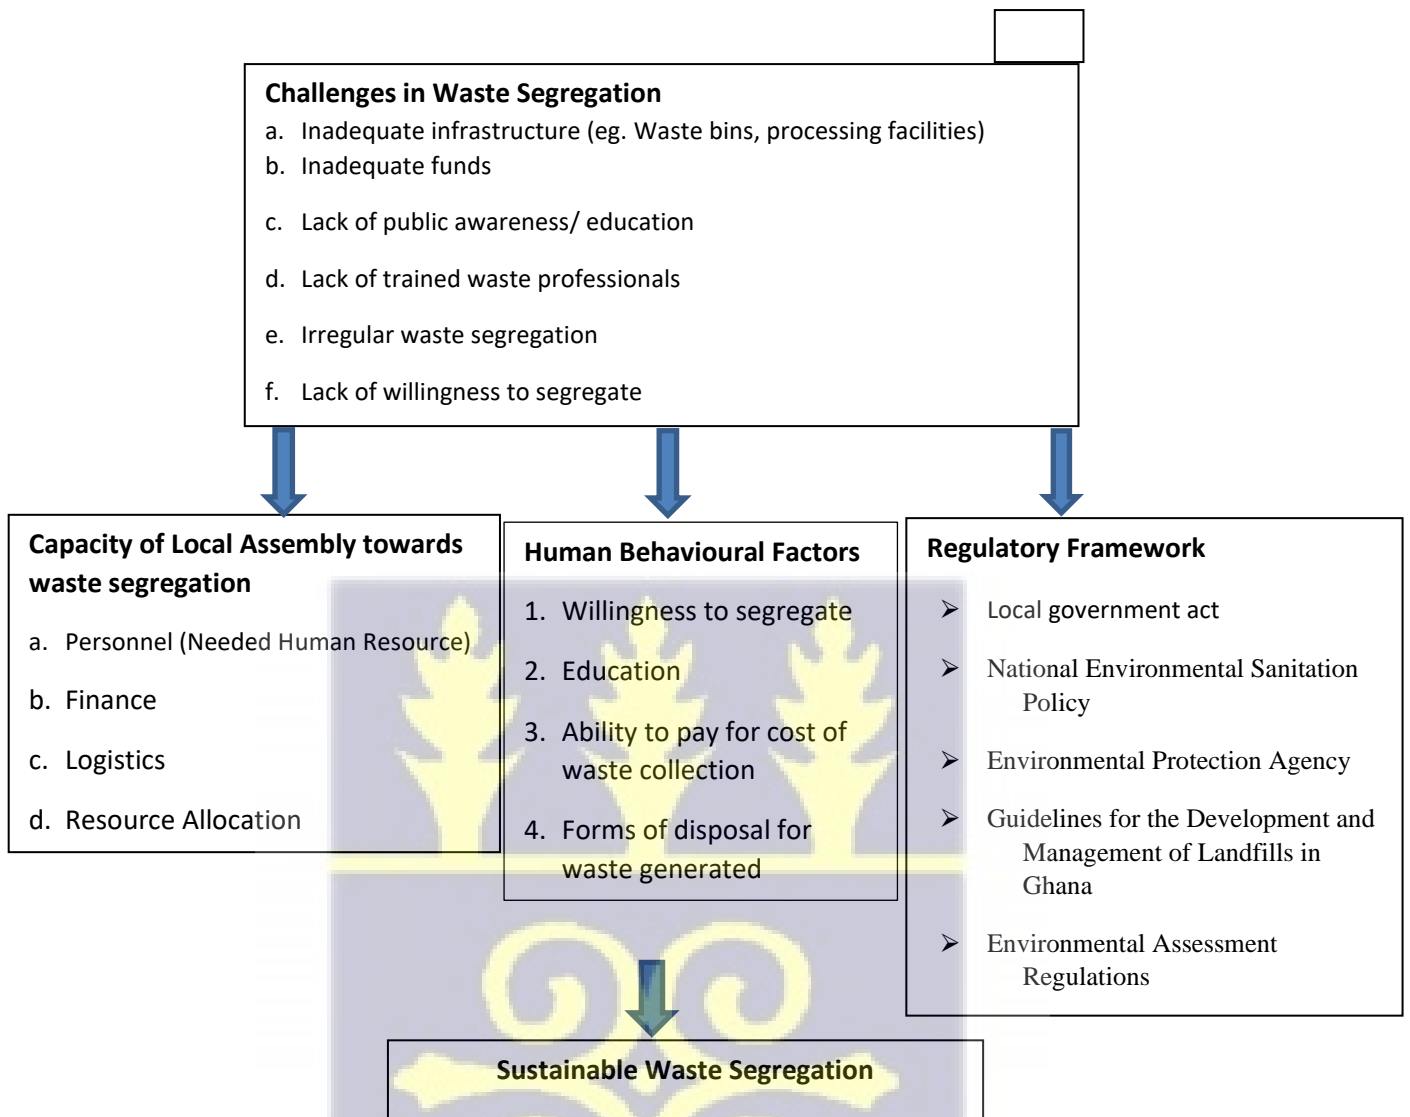 Challenges in Waste Segregation
a. Inadequate infrastructure (eg. Waste bins, processing facilities)
b. Inadequate funds
c. Lack of public awareness/ education
d. Lack of trained waste professionals
e. Irregular waste segregation
f. Lack of willingness to segregate
Capacity of Local Assembly towards
waste segregation
a. Personnel (Needed Human Resource)
b. Finance
c. Logistics
d. Resource Allocation
Human Behavioural Factors
1. Willingness to segregate
2. Education
3. Ability to pay for cost of
waste collection
4. Forms of disposal for
waste generated
Regulatory Framework
➢ Local government act
➢ National Environmental Sanitation
Policy
➢ Environmental Protection Agency
➢ Guidelines for the Development and
Management of Landfills in
Ghana
➢ Environmental Assessment
Regulations
Sustainable Waste Segregation